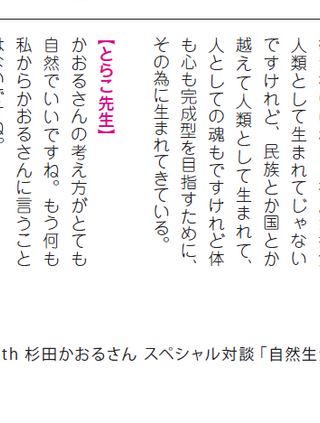 人類として生まれてじゃない
ですけれど、民族とか国とか
越えて人類として生まれて、
人としての魂もですけれど体
も心も完成型を目指すために、
その為に生まれてきている。
【とらこ先生】
かおるさんの考え方がとても
自然でいいですね。もう何も
私からかおるさんに言うこと
はないですね。
th 杉田かおるさん スペシャル対談「自然生